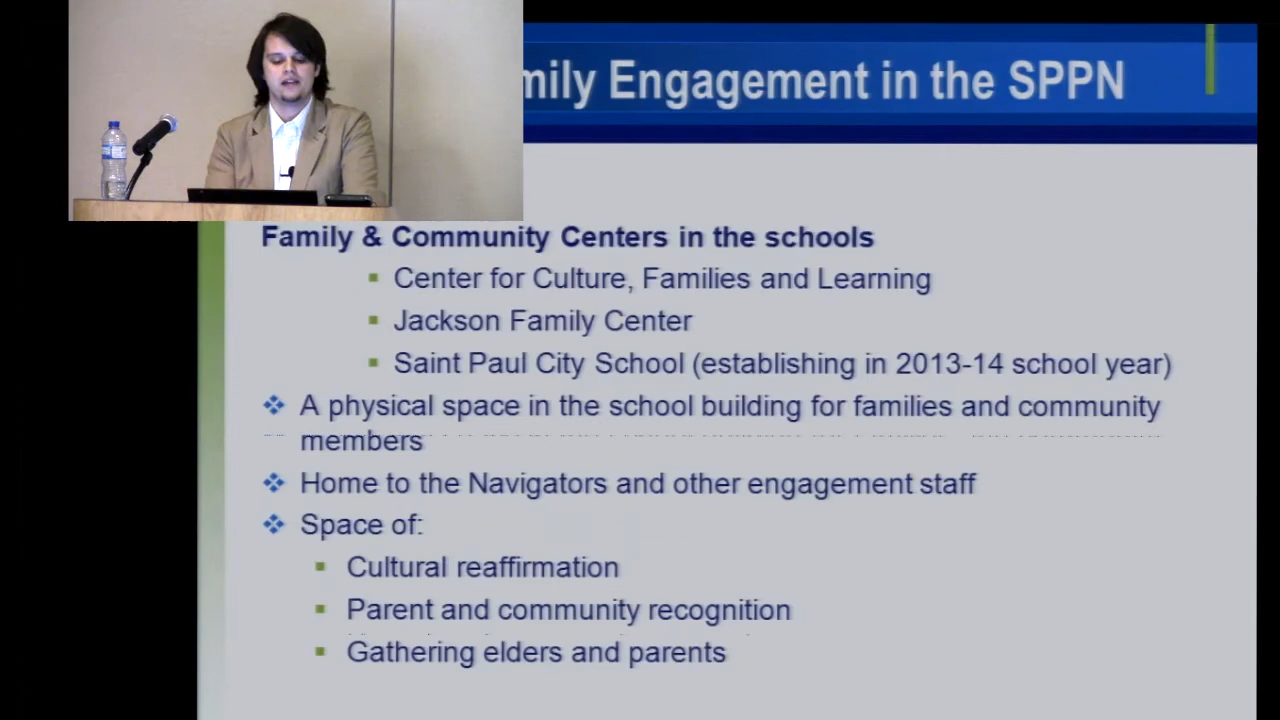 mily Engagement in the SPPN
Family & Community Centers in the schools
Center for Culture, Families and Learning
Jackson Family Center
Saint Paul City School (establishing in 2013-14 school year)
A physical space in the school building for families and community
members
Home to the Navigators and other engagement staff
Space of:
Cultural reaffirmation
Parent and community recognition
Gathering elders and parents